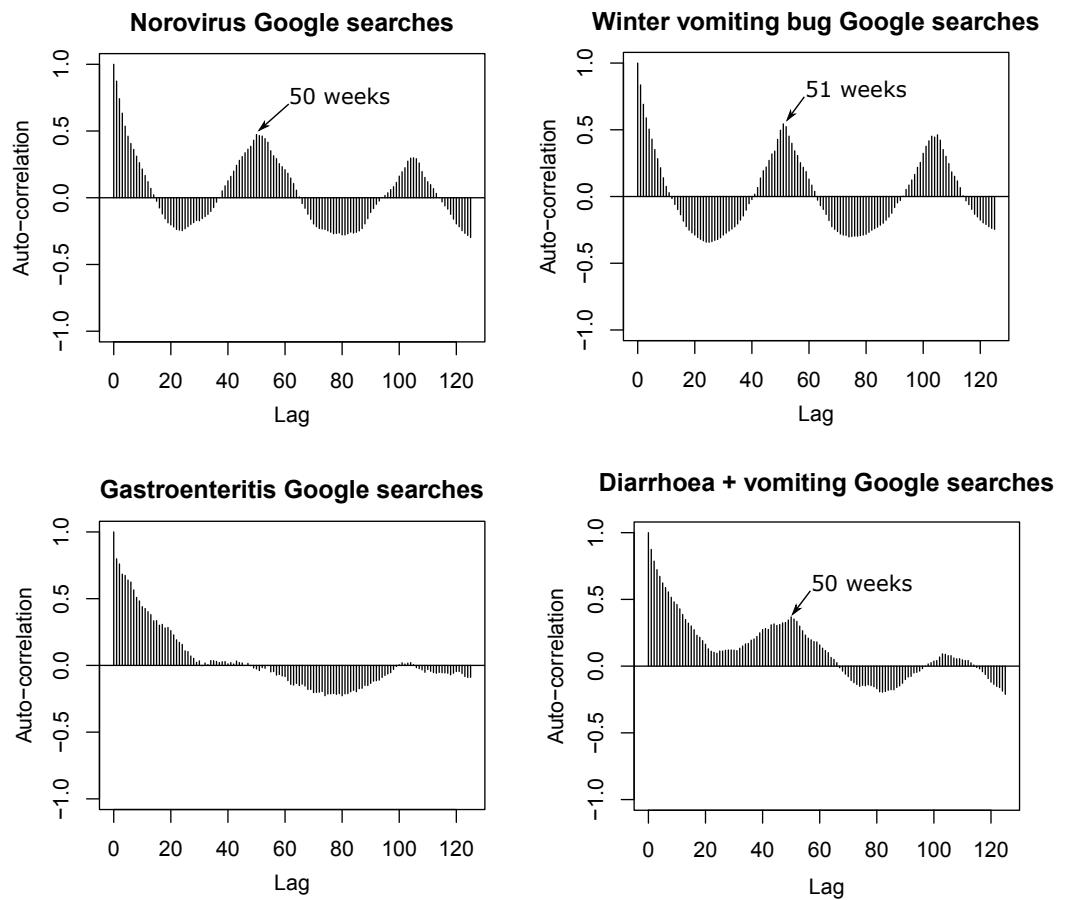 Norovirus Google searches
1.0
0.5
0.0
−0.5
−1.0
Auto−correlation
50 weeks
0 20 40 60 80 100 120
Lag
Winter vomiting bug Google searches
1.0
0.5
0.0
−0.5
−1.0
Auto−correlation
51 weeks
0 20 40 60 80 100 120
Lag
Gastroenteritis Google searches
1.0
0.5
0.0
−0.5
−1.0
Auto−correlation
0 20 40 60 80 100 120
Lag
Diarrhoea + vomiting Google searches
1.0
0.5
0.0
−0.5
−1.0
Auto−correlation
50 weeks
0 20 40 60 80 100 120
Lag